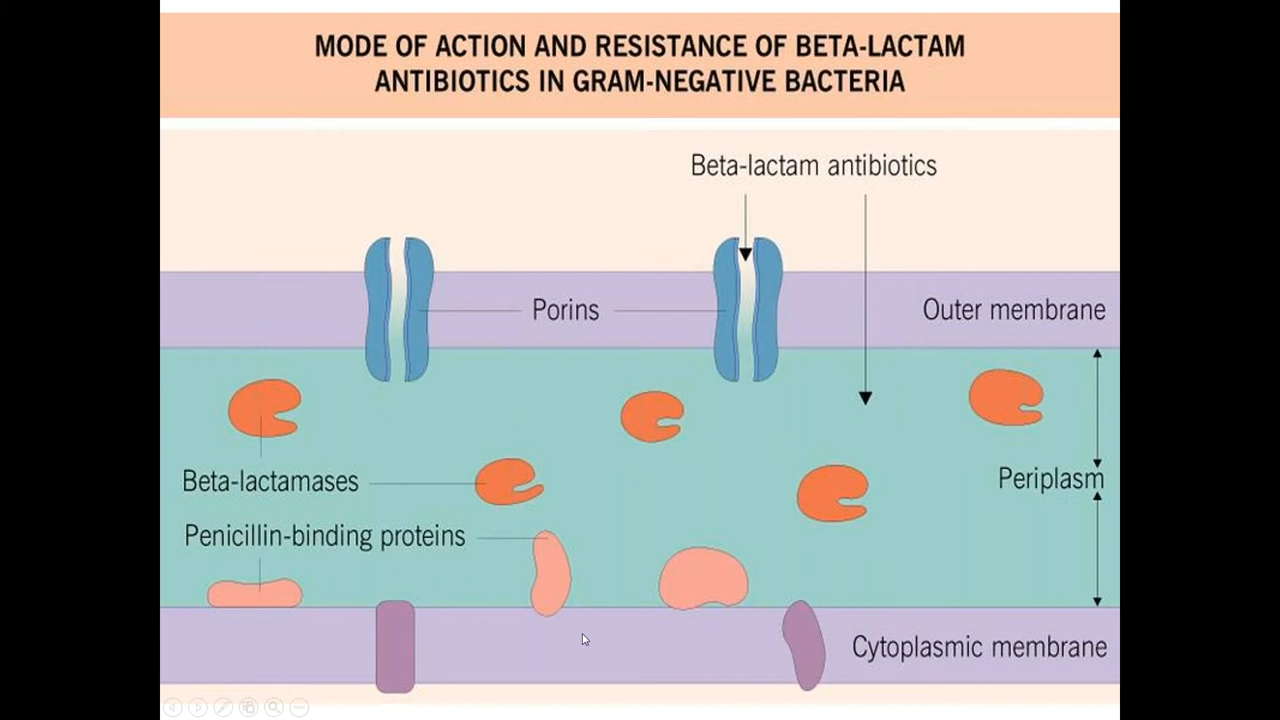 MODE OF ACTION AND RESISTANCE OF BETA-LACTAM
ANTIBIOTICS IN GRAM-NEGATIVE BACTERIA
Beta-lactam antibiotics
Porins
Outer membrane
Beta-lactamases
Periplasm
Penicillin-binding proteins
Cytoplasmic membrane